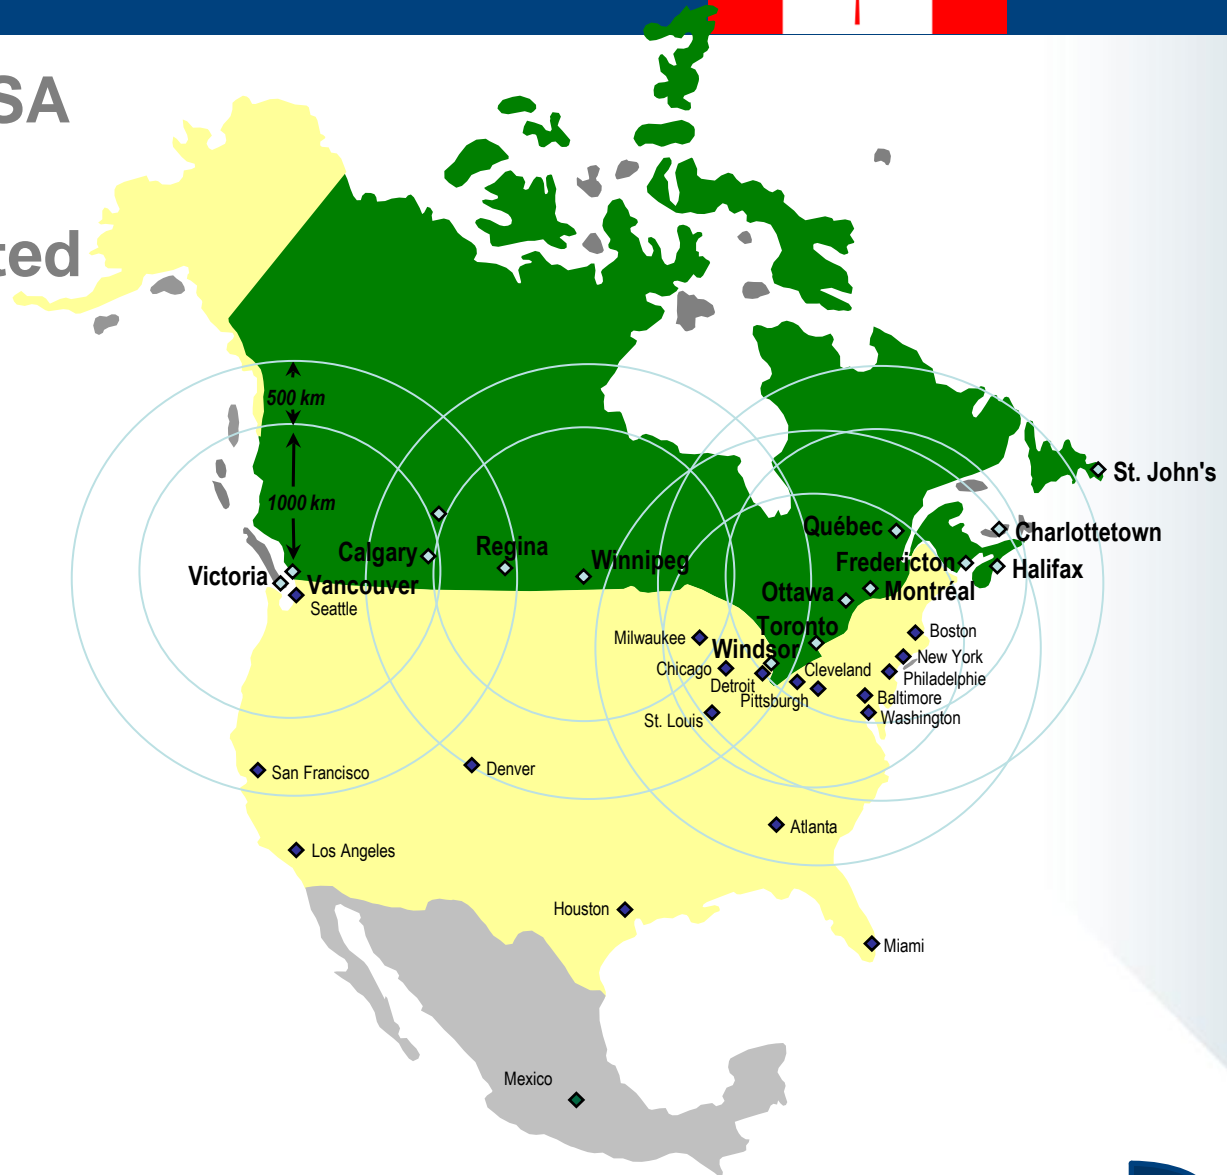 SA
ted
500 km
1000 km
St. John's
Québec
Charlottetown
Calgary
Regina
Winnipeg
Fredericton
Halifax
Victoria
Vancouver
Ottawa
Montréal
Seattle
Toronto
Milwaukee
Boston
Windsor
New York
Chicago
Cleveland
Philadelphie
Detroit
Pittsburgh
Baltimore
St. Louis
Washington
San Francisco
Denver
Atlanta
Los Angeles
Houston
Miami
Mexico